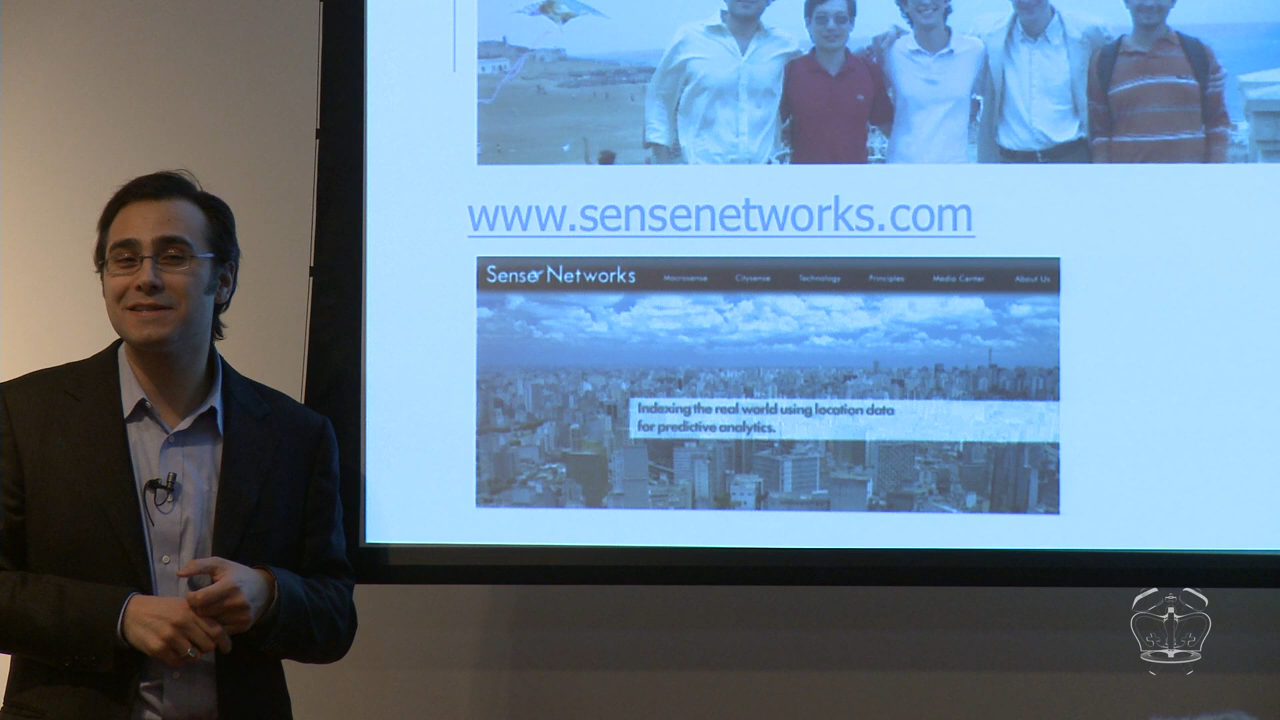 www.sensenetworks.com
Sense Networks Macrosense Citysense Technology Principles Media Center About Us
Indexing the real world using location data
for predictive analytics.